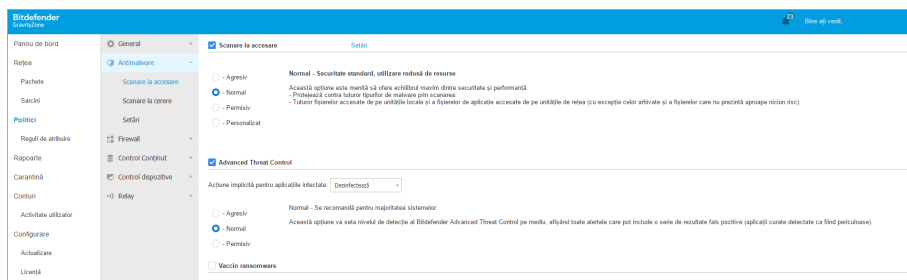 Bitdefender
GravityZone
23
Bine ați venit,
Panou de bord
Rețea
Pachete
Sarcini
Politici
Reguli de atribuire
Rapoarte
Carantină
Conturi
Activitate utilizator
Configurare
Actualizare
Licență
General +
Antimalware -
Scanare la accesare
Scanare la cerere
Setări
Firewall +
Control Conținut +
Control dispozitive +
Relay +
Scanare la accesare Setări
- Agresiv
- Normal
- Permisiv
- Personalizat
Normal - Securitate standard, utilizare redusă de resurse
Această opțiune este menită să ofere echilibrul maxim dintre securitate și performanță.
- Protejează contra tuturor tipurilor de malware prin scanarea:
- Tuturor fișierelor accesate de pe unitățile locale și a fișierelor de aplicație accesate de pe unitățile de rețea (cu excepția celor arhivate și a fișierelor care nu prezintă aproape niciun risc).
Advanced Threat Control
Acțiune implicită pentru aplicațiile infectate: Dezinfectează
- Agresiv
- Normal
- Permisiv
Normal - Se recomandă pentru majoritatea sistemelor
Această opțiune va seta nivelul de detecție al Bitdefender Advanced Threat Control pe mediu, afișând toate alertele care pot include o serie de rezultate fals pozitive (aplicații curate detectate ca fiind periculoase).
Vaccin ransomware